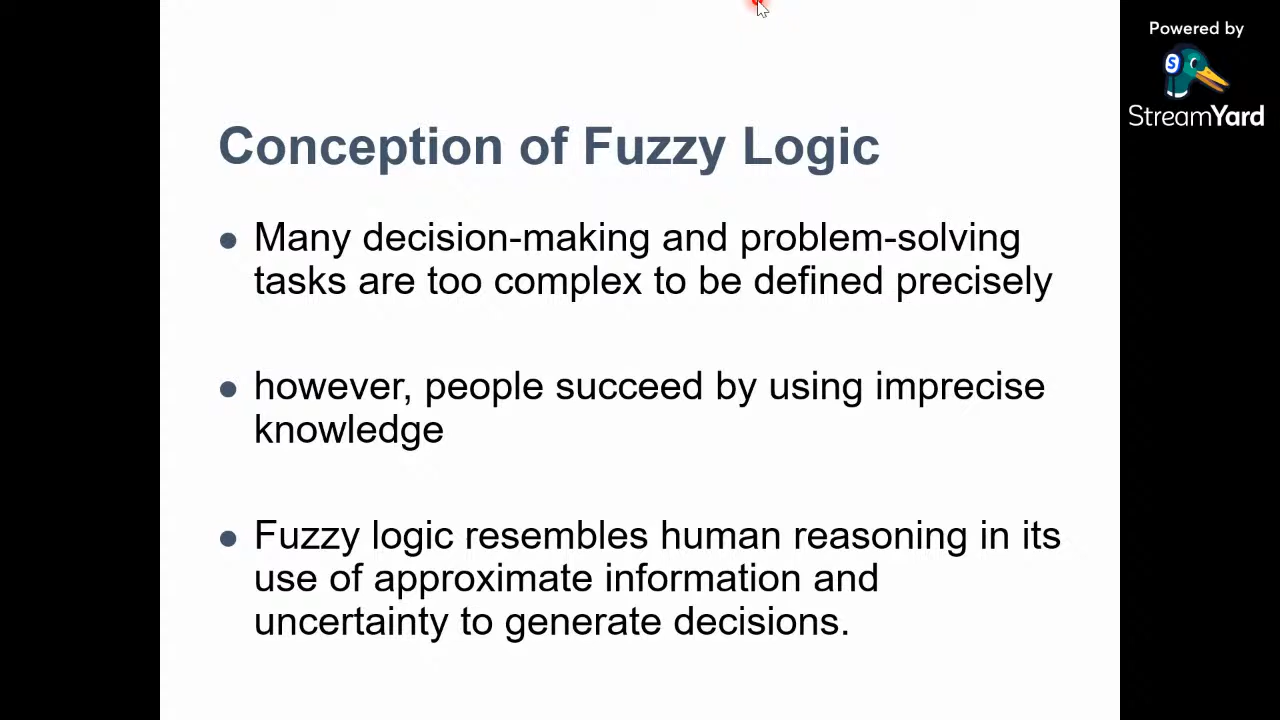 Powered by
S
StreamYard
Conception of Fuzzy Logic
Many decision-making and problem-solving
tasks are too complex to be defined precisely
however, people succeed by using imprecise
knowledge
Fuzzy logic resembles human reasoning in its
use of approximate information and
uncertainty to generate decisions.